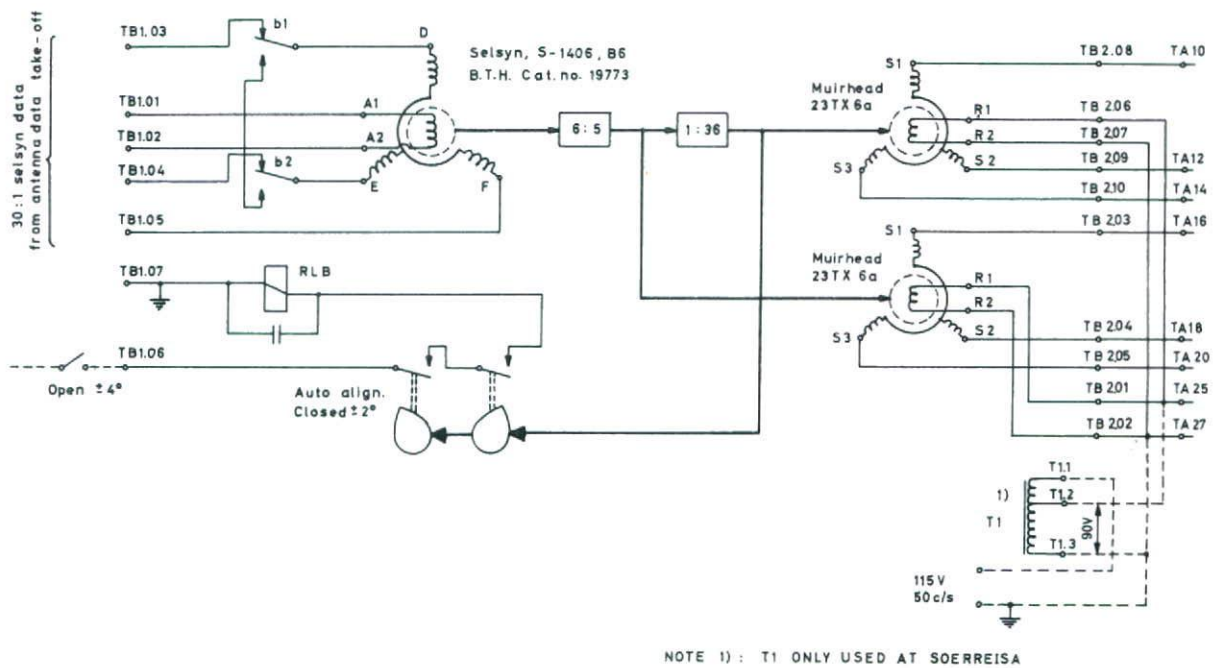 30:1 selsyn data
from antenna data take-off
TB1.03
b1
D
Selsyn, S-1406, B6
B.T.H. Cat. no. 19773
TB1.01
A1
TB1.02
A2
TB1.04
b2
E
F
TB1.05
6:5
1:36
TB1.07
RLB
TB1.06
Open ±4°
Auto align.
Closed ±2°
Muirhead
23TX 6a
S1
R1
R2
S2
S3
TB 2.08
TA10
TB 2.06
TB 2.07
TB 2.09
TA12
TB 2.10
TA14
Muirhead
23TX 6a
S1
R1
R2
S2
S3
TB 2.03
TA16
TB 2.04
TA18
TB 2.05
TA 20
TB 2.01
TA25
TB 2.02
TA 27
1)
T1
T1.1
T1.2
T1.3
90V
115V
50c/s
NOTE 1): T1 ONLY USED AT SOERREISA